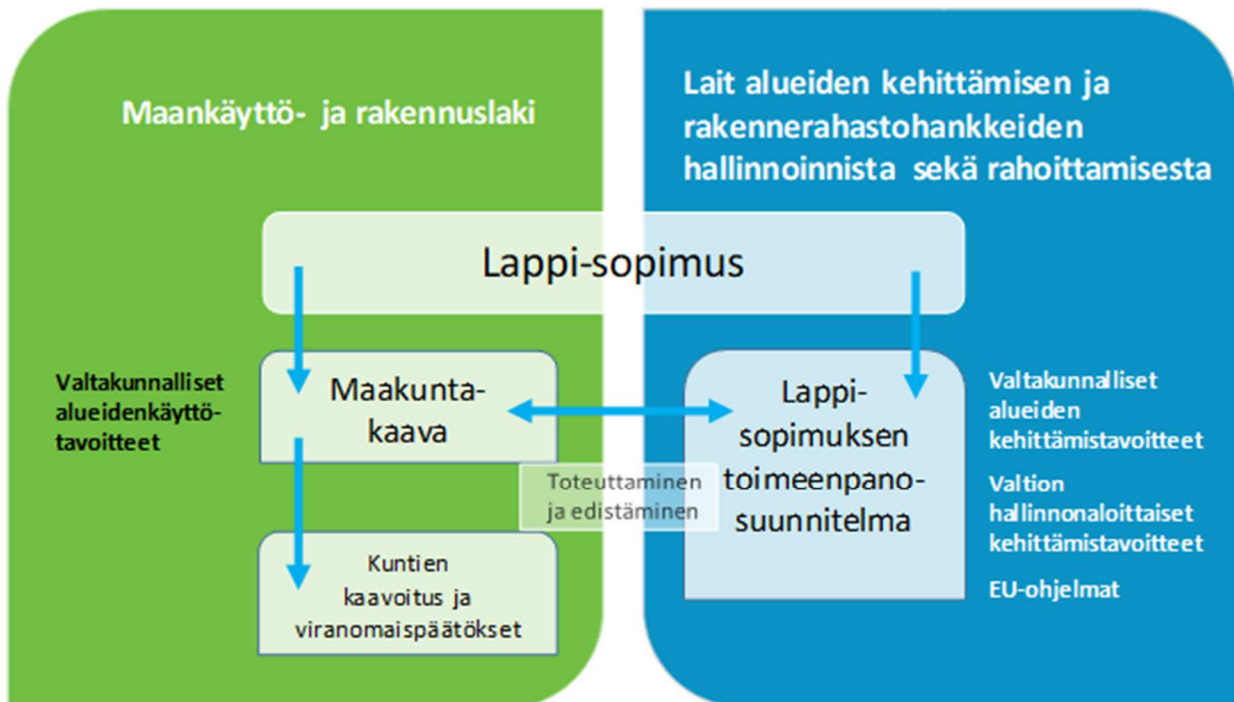 Maankäyttö- ja rakennuslaki
Lait alueiden kehittämisen ja
rakennerahastohankkeiden
hallinnoinnista sekä rahoittamisesta
Lappi-sopimus
Valtakunnalliset
alueidenkäyttö-
tavoitteet
Maakunta-
kaava
Lappi-
sopimuksen
toimeenpano-
suunnitelma
Valtakunnalliset
alueiden
kehittämistavoitteet
Valtion
hallinnonaloittaiset
kehittämistavoitteet
EU-ohjelmat
Toteuttaminen
ja edistäminen
Kuntien
kaavoitus ja
viranomaispäätökset